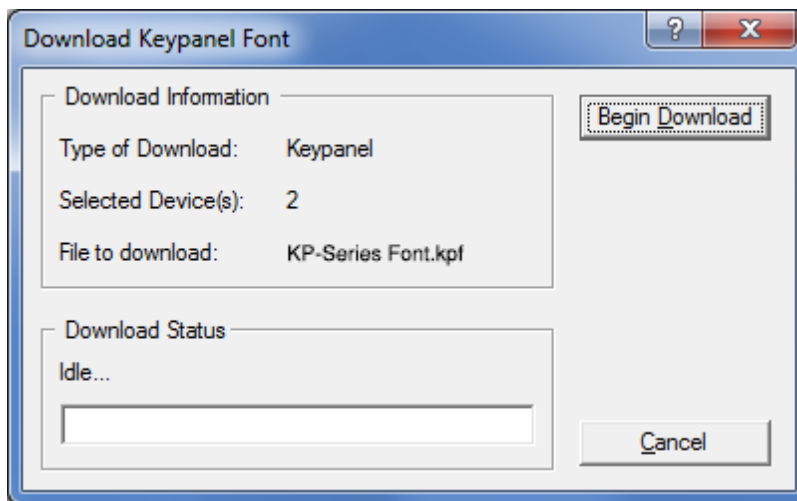 Download Keypanel Font
Download Information
Begin Download
Type of Download: Keypanel
Selected Device(s): 2
File to download: KP-Series Font.kpf
Download Status
Idle...
Cancel